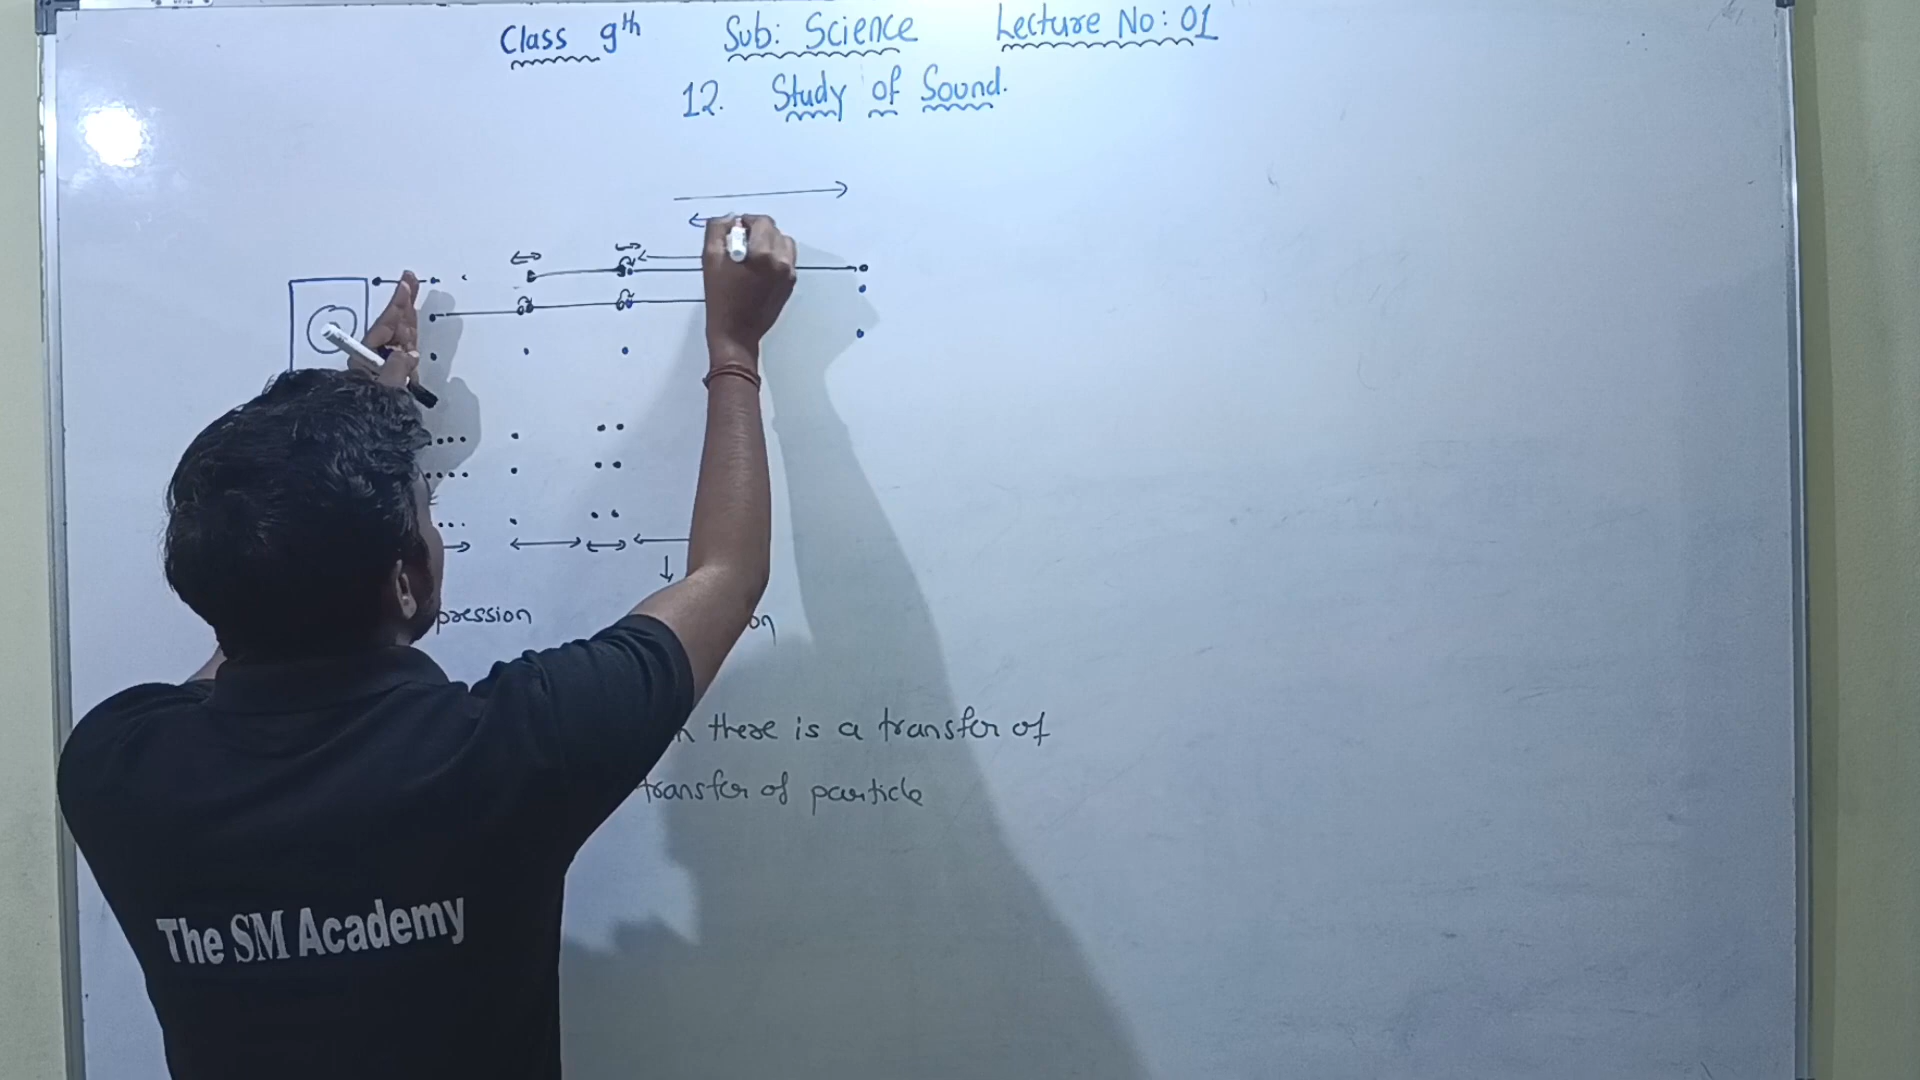 Class 9th Sub: Science Lecture No: 01
12. Study of Sound.
pression on
there is a transfer of
transfer of particle
The SM Academy